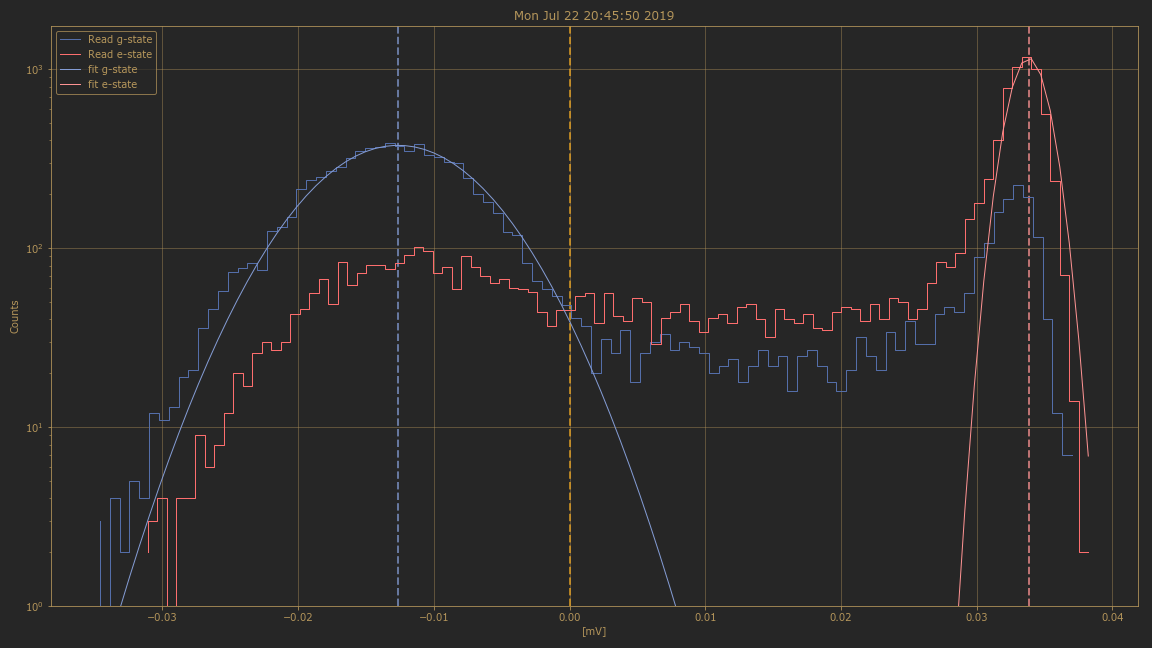 Mon Jul 22 20:45:50 2019
Read g-state
Read e-state
fit g-state
fit e-state
Counts
10³
10²
10¹
10⁰
−0.03 −0.02 −0.01 0.00 0.01 0.02 0.03 0.04
[mV]